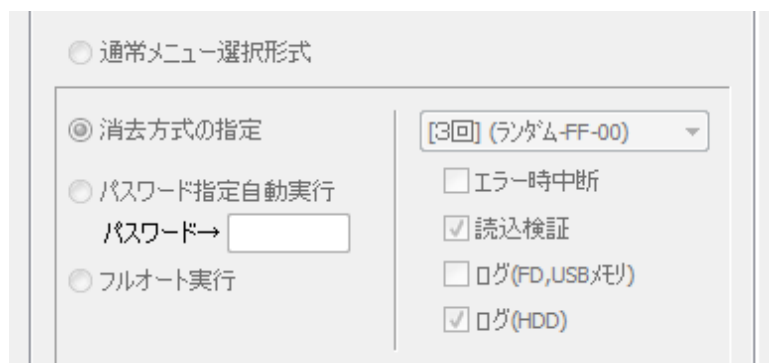 通常メニュー選択形式
消去方式の指定
[3回] (ランダム-FF-00)
パスワード指定自動実行
パスワード→
フルオート実行
エラー時中断
読込検証
ログ(FD,USBメモリ)
ログ(HDD)